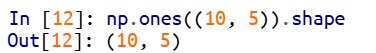 In [12]: np.ones((10, 5)).shape
Out[12]: (10, 5)